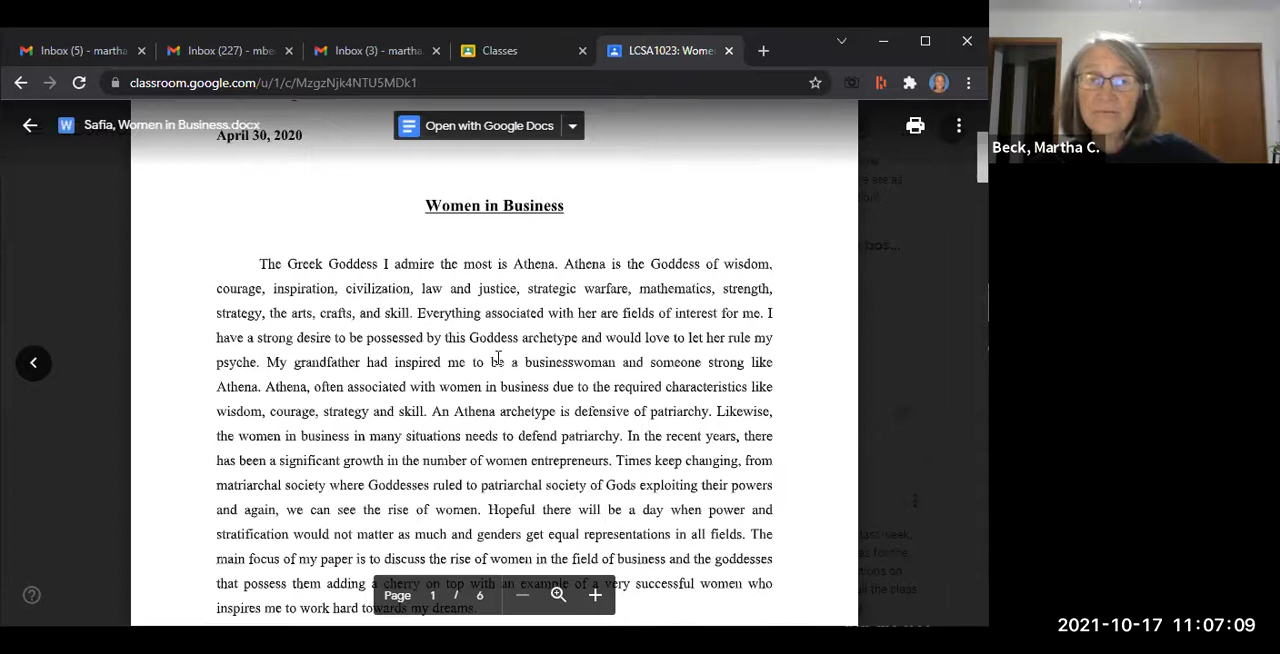 Inbox (5) - martha
Inbox (227) - mbe
Inbox (3) - martha.
Classes
LCSA1023: Wome
classroom.google.com/u/1/c/MzgzNjk4NTU5MDk1
Safia, Women in Business.docx
Open with Google Docs
April 30, 2020
Beck, Martha C.
Women in Business
The Greek Goddess I admire the most is Athena. Athena is the Goddess of wisdom,
courage, inspiration, civilization, law and justice, strategic warfare, mathematics, strength,
strategy, the arts, crafts, and skill. Everything associated with her are fields of interest for me. I
have a strong desire to be possessed by this Goddess archetype and would love to let her rule my
psyche. My grandfather had inspired me to be a businesswoman and someone strong like
Athena. Athena, often associated with women in business due to the required characteristics like
wisdom, courage, strategy and skill. An Athena archetype is defensive of patriarchy. Likewise,
the women in business in many situations needs to defend patriarchy. In the recent years, there
has been a significant growth in the number of women entrepreneurs. Times keep changing, from
matriarchal society where Goddesses ruled to patriarchal society of Gods exploiting their powers
and again, we can see the rise of women. Hopeful there will be a day when power and
stratification would not matter as much and genders get equal representations in all fields. The
main focus of my paper is to discuss the rise of women in the field of business and the goddesses
that possess them adding a cherry on top with an example of a very successful women who
inspires me to work hard towards my dreams.
Page 1 / 6
2021-10-17 11:07:09